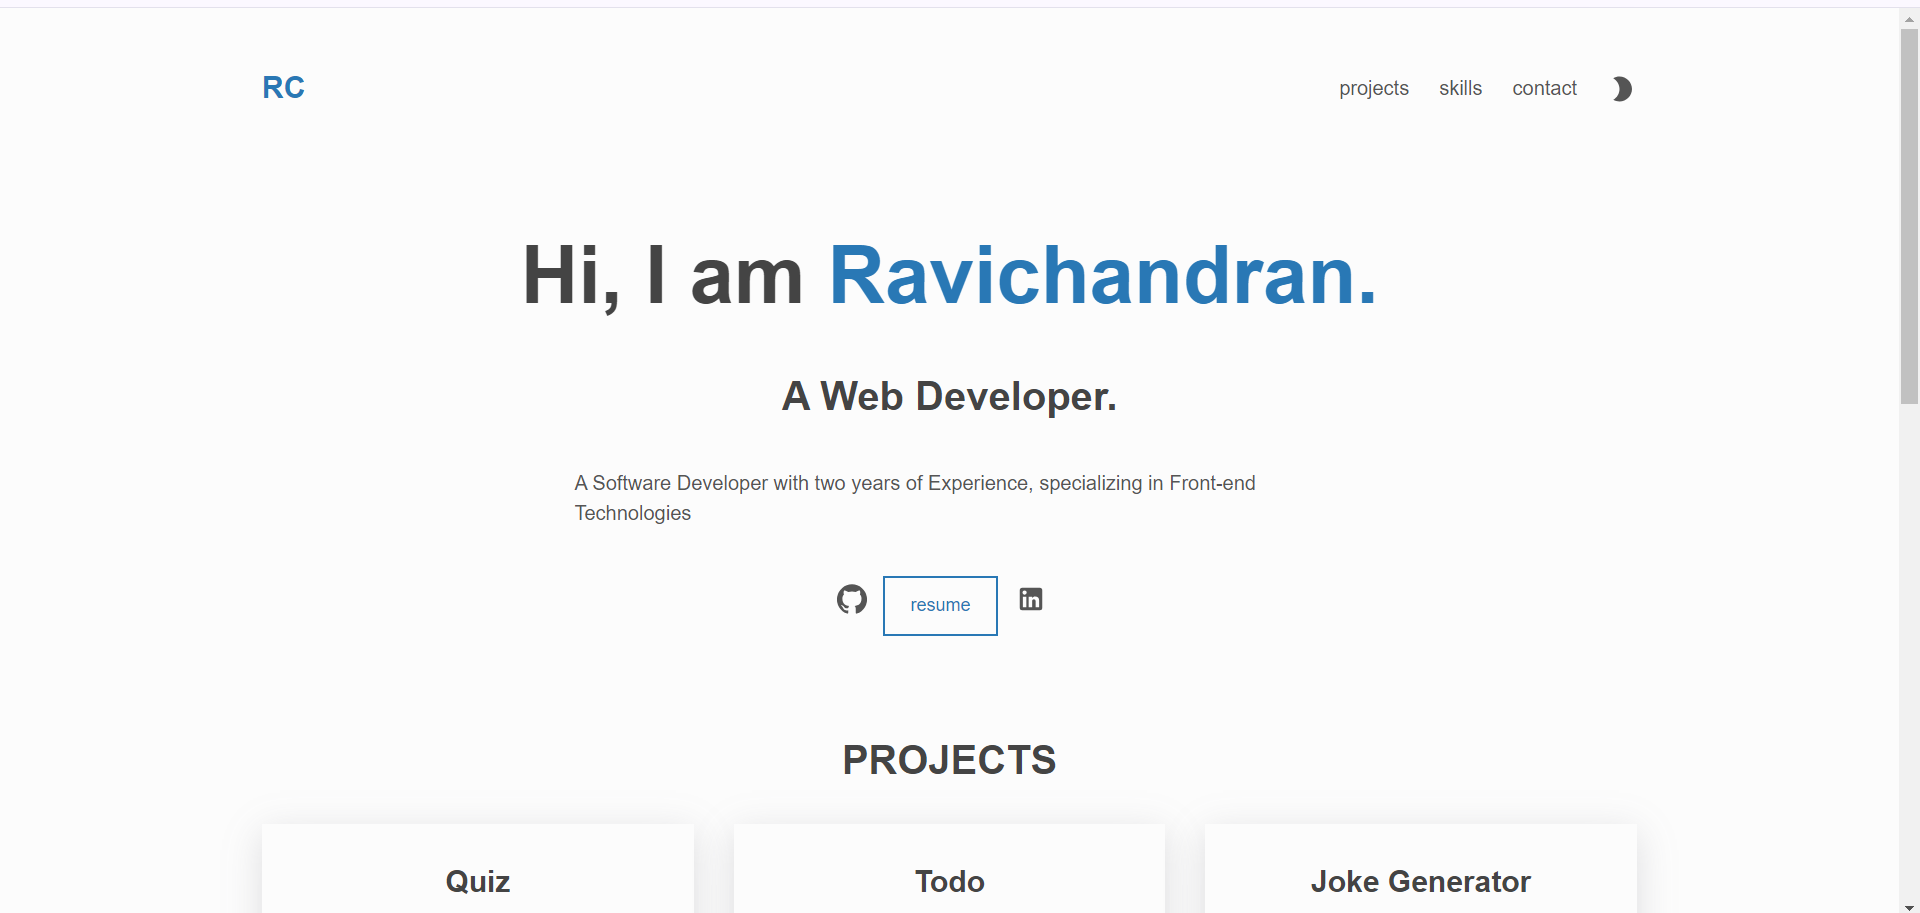 RC
projects skills contact
Hi, I am Ravichandran.
A Web Developer.
A Software Developer with two years of Experience, specializing in Front-end
Technologies
resume
PROJECTS
Quiz Todo Joke Generator